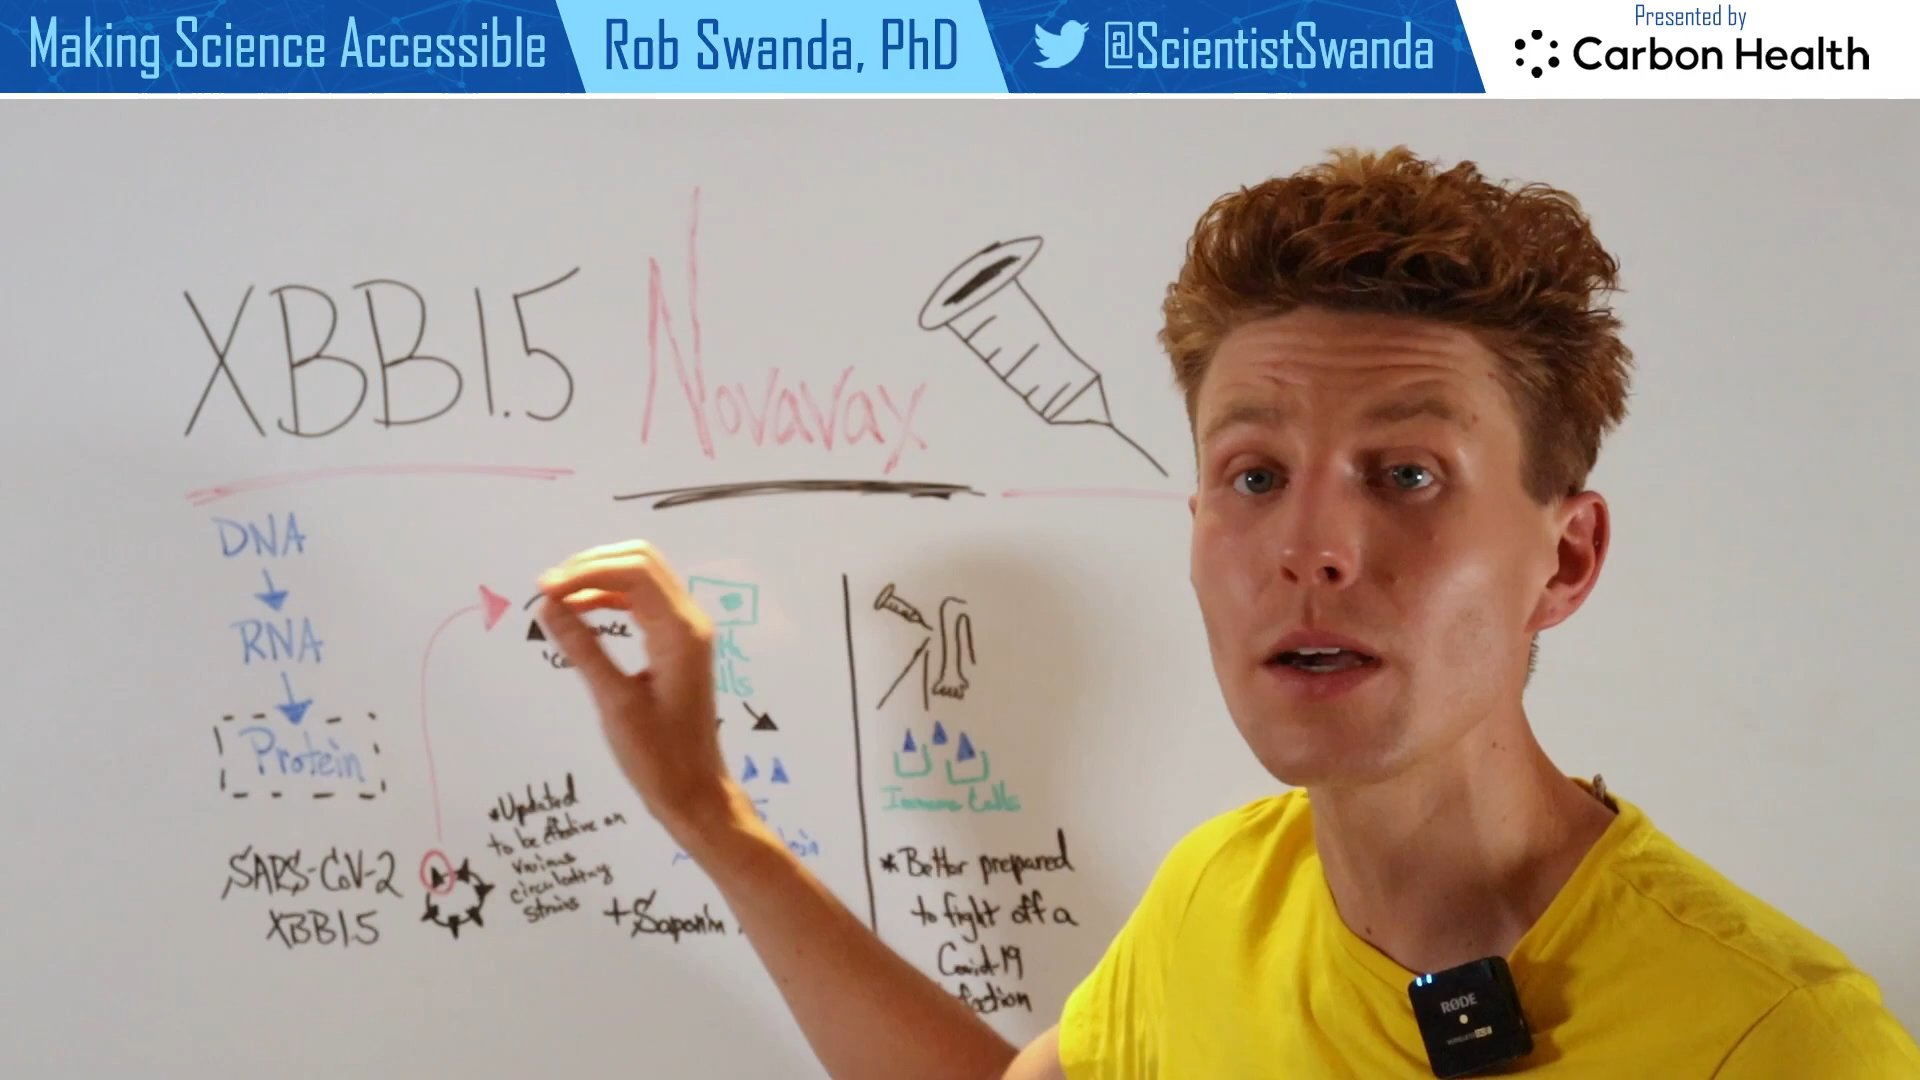 Making Science Accessible
Rob Swanda, PhD
@ScientistSwanda
Presented by
Carbon Health
XBB1.5
Novavax
DNA
RNA
Protein
SARS-CoV-2
XBB1.5
*Updated
to be effective on
various
circulating
strains
+Saponin
Immune Cells
* Better prepared
to fight off a
Covid-19
RØDE